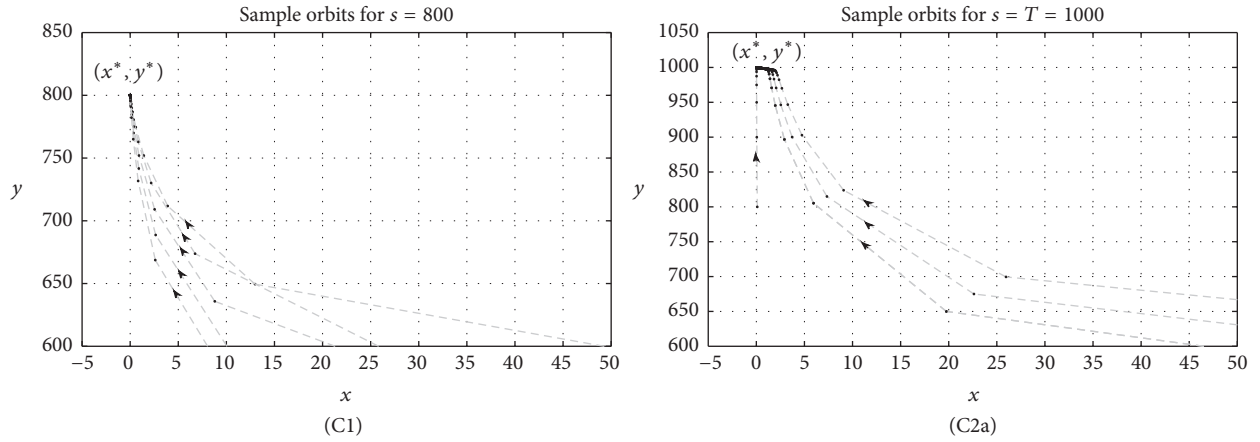 Sample orbits for s = 800
850
800
750
700
650
600
y
(x*, y*)
−5 0 5 10 15 20 25 30 35 40 45 50
x
(C1)
Sample orbits for s = T = 1000
1050
1000
950
900
850
800
750
700
650
600
y
(x*, y*)
−5 0 5 10 15 20 25 30 35 40 45 50
x
(C2a)